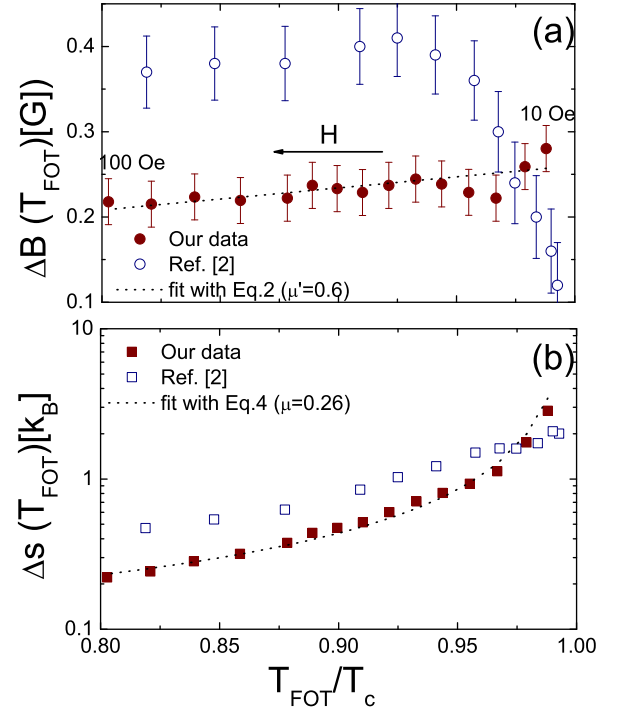 (a)
0.4
0.3
0.2
0.1
ΔB (T_FOT)[G]
10 Oe
H
100 Oe
Our data
Ref. [2]
fit with Eq.2 (μ'=0.6)
(b)
10
1
0.1
Δs (T_FOT)[k_B]
Our data
Ref. [2]
fit with Eq.4 (μ=0.26)
0.80 0.85 0.90 0.95 1.00
T_FOT/T_c